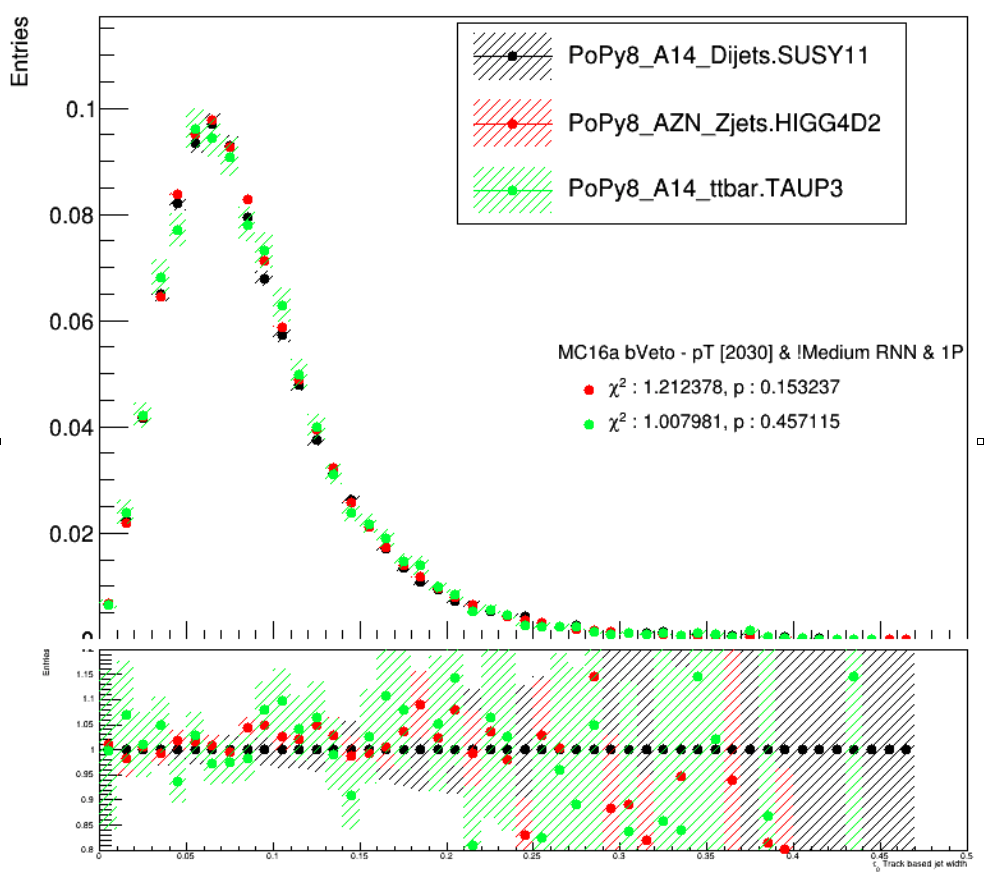 Entries
PoPy8_A14_Dijets.SUSY11
PoPy8_AZN_Zjets.HIGG4D2
PoPy8_A14_ttbar.TAUP3
MC16a bVeto - pT [2030] & !Medium RNN & 1P
χ² : 1.212378, p : 0.153237
χ² : 1.007981, p : 0.457115
0.1
0.08
0.06
0.04
0.02
0
Entries
1.2
1.15
1.1
1.05
1
0.95
0.9
0.85
0.8
0 0.05 0.1 0.15 0.2 0.25 0.3 0.35 0.4 0.45 0.5
Track based jet width